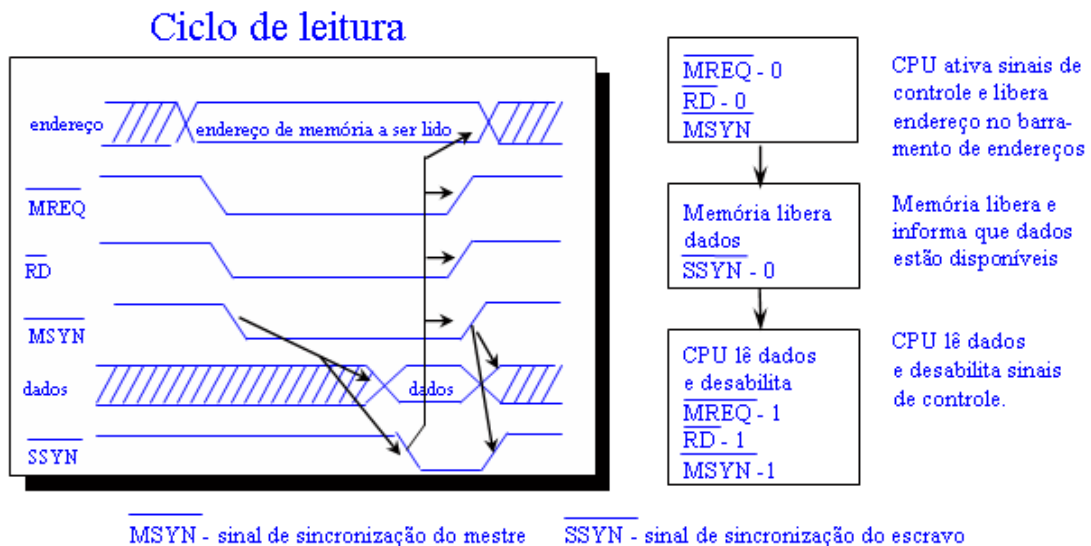 Ciclo de leitura
endereço
endereço de memória a ser lido
MREQ
RD
MSYN
dados
dados
SSYN
MREQ - 0
RD - 0
MSYN
CPU ativa sinais de
controle e libera
endereço no barra-
mento de endereços
Memória libera
dados
SSYN - 0
Memória libera e
informa que dados
estão disponíveis
CPU lê dados
e desabilita
MREQ - 1
RD - 1
MSYN -1
CPU lê dados
e desabilita sinais
de controle.
MSYN - sinal de sincronização do mestre
SSYN - sinal de sincronização do escravo